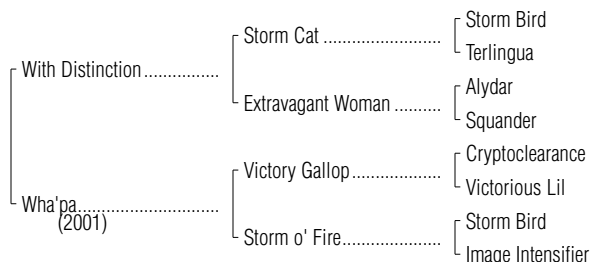 Storm Bird
Storm Cat ........................
Terlingua
With Distinction ...............
Alydar
Extravagant Woman ..........
Squander
Cryptoclearance
Victory Gallop ...................
Victorious Lil
Wha'pa .............................
(2001)
Storm Bird
Storm o' Fire .....................
Image Intensifier